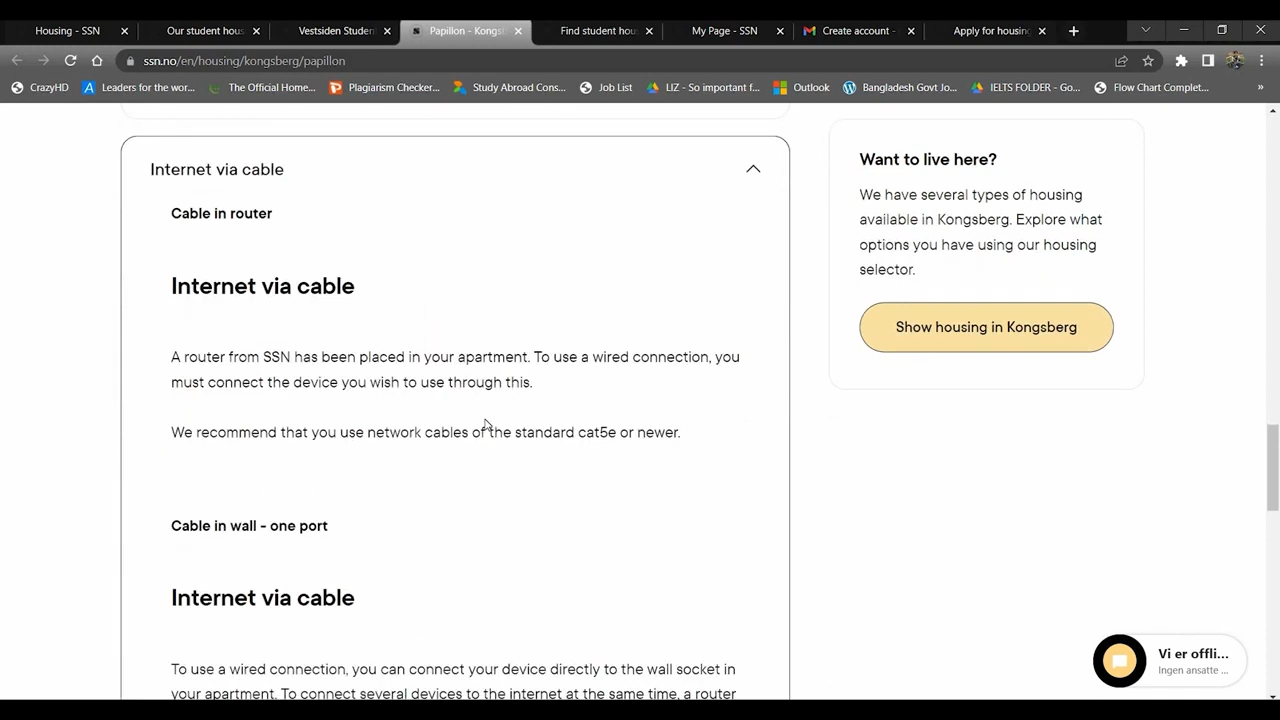 Housing - SSN
Our student hous
Vestsiden Studen
Papillon - Kongsl
Find student hou
My Page - SSN
Create account -
Apply for housing
ssn.no/en/housing/kongsberg/papillon
CrazyHD
Leaders for the wor...
The Official Home...
Plagiarism Checker...
Study Abroad Cons...
Job List
LIZ - So important f...
Outlook
Bangladesh Govt Jo...
IELTS FOLDER - Go...
Flow Chart Complet...
»
Internet via cable
Cable in router
Internet via cable
A router from SSN has been placed in your apartment. To use a wired connection, you
must connect the device you wish to use through this.
We recommend that you use network cables of the standard cat5e or newer.
Cable in wall - one port
Internet via cable
To use a wired connection, you can connect your device directly to the wall socket in
your apartment. To connect several devices to the internet at the same time, a router
Want to live here?
We have several types of housing
available in Kongsberg. Explore what
options you have using our housing
selector.
Show housing in Kongsberg
Vi er offli...
Ingen ansatte ...